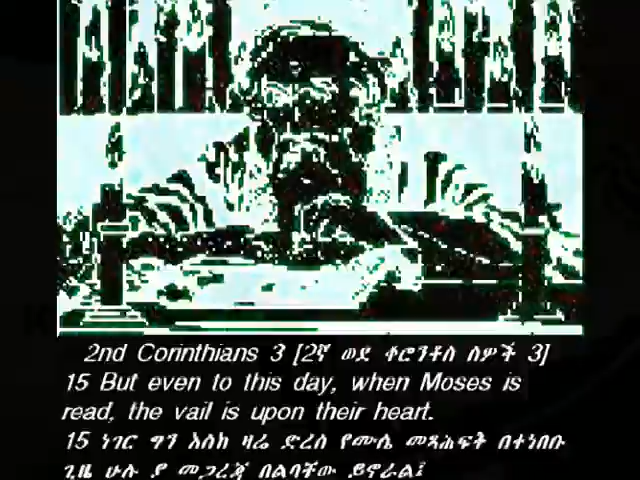 2nd Corinthians 3 [2ኛ ወደ ቆሮንቶስ ሰዎች 3]
15 But even to this day, when Moses is
read, the vail is upon their heart.
15 ነገር ግን እስከ ዛሬ ድረስ የሙሴ መጻሕፍት በተነበቡ
ጊዜ ሁሉ ያ መጋረጃ በልባቸው ይኖራል፤